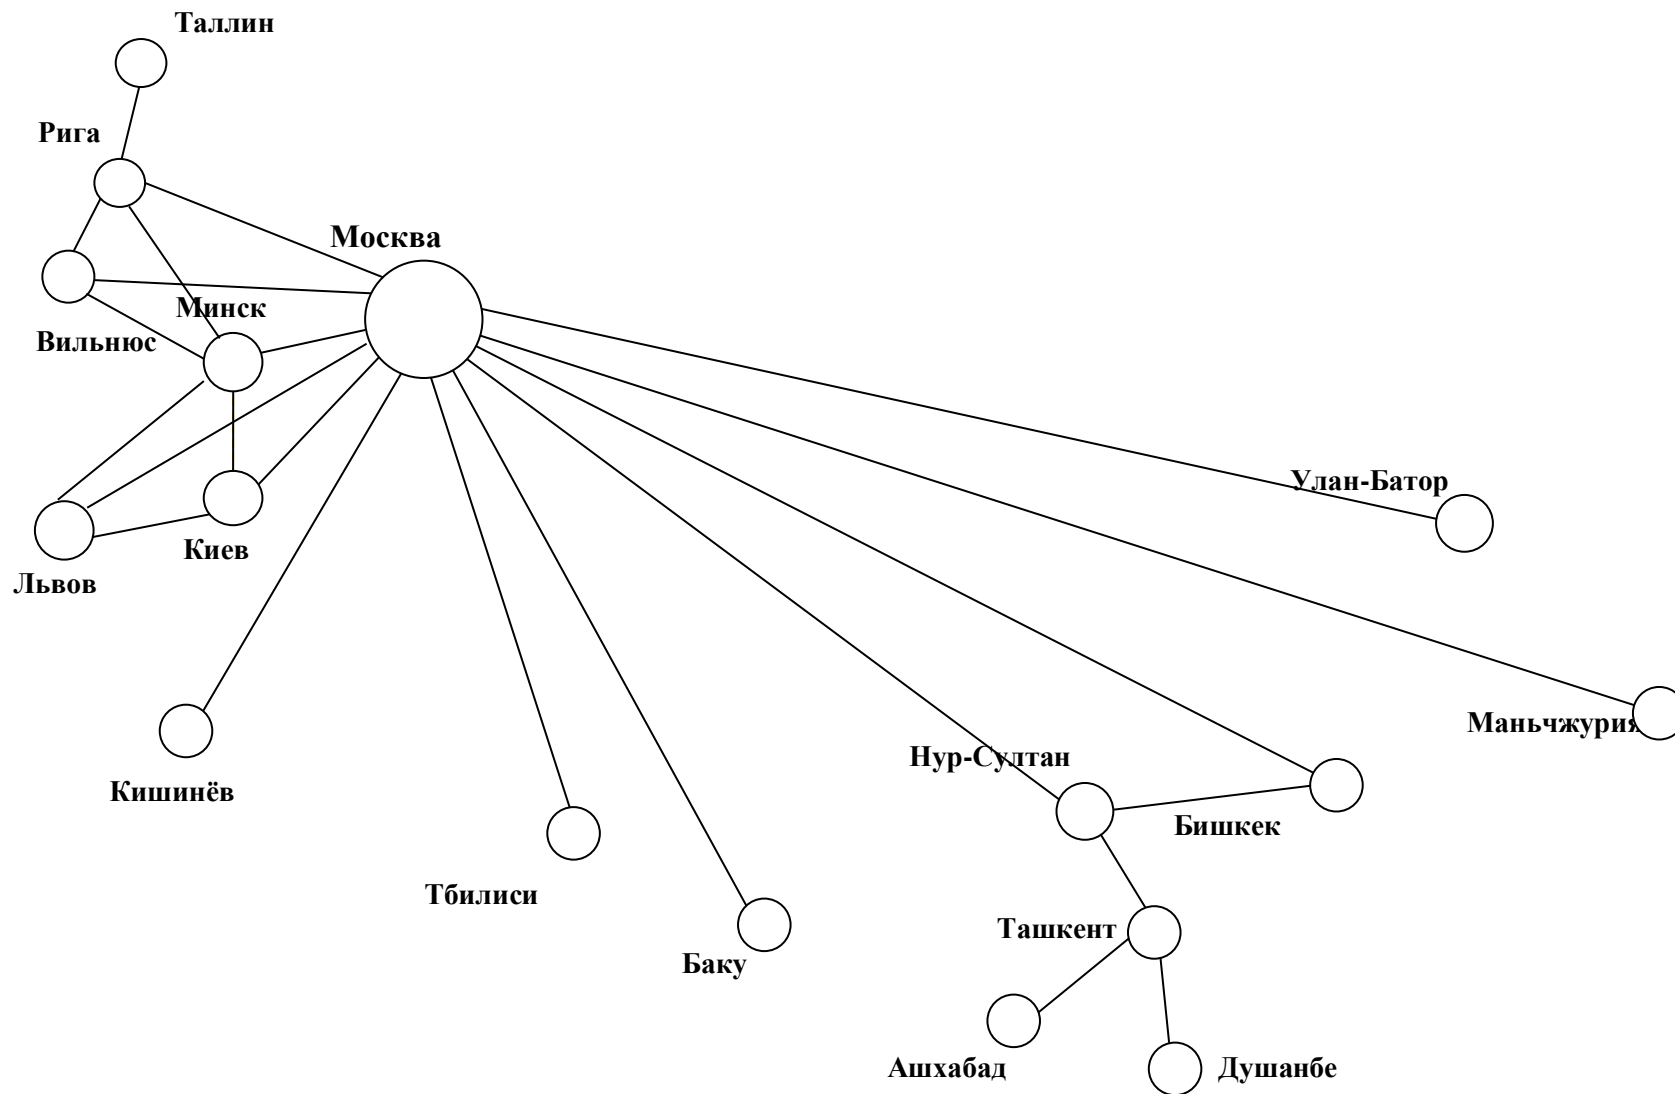 Таллин
Рига
Москва
Минск
Вильнюс
Улан-Батор
Киев
Львов
Маньчжурия
Нур-Султан
Кишинёв
Бишкек
Тбилиси
Ташкент
Баку
Ашхабад
Душанбе